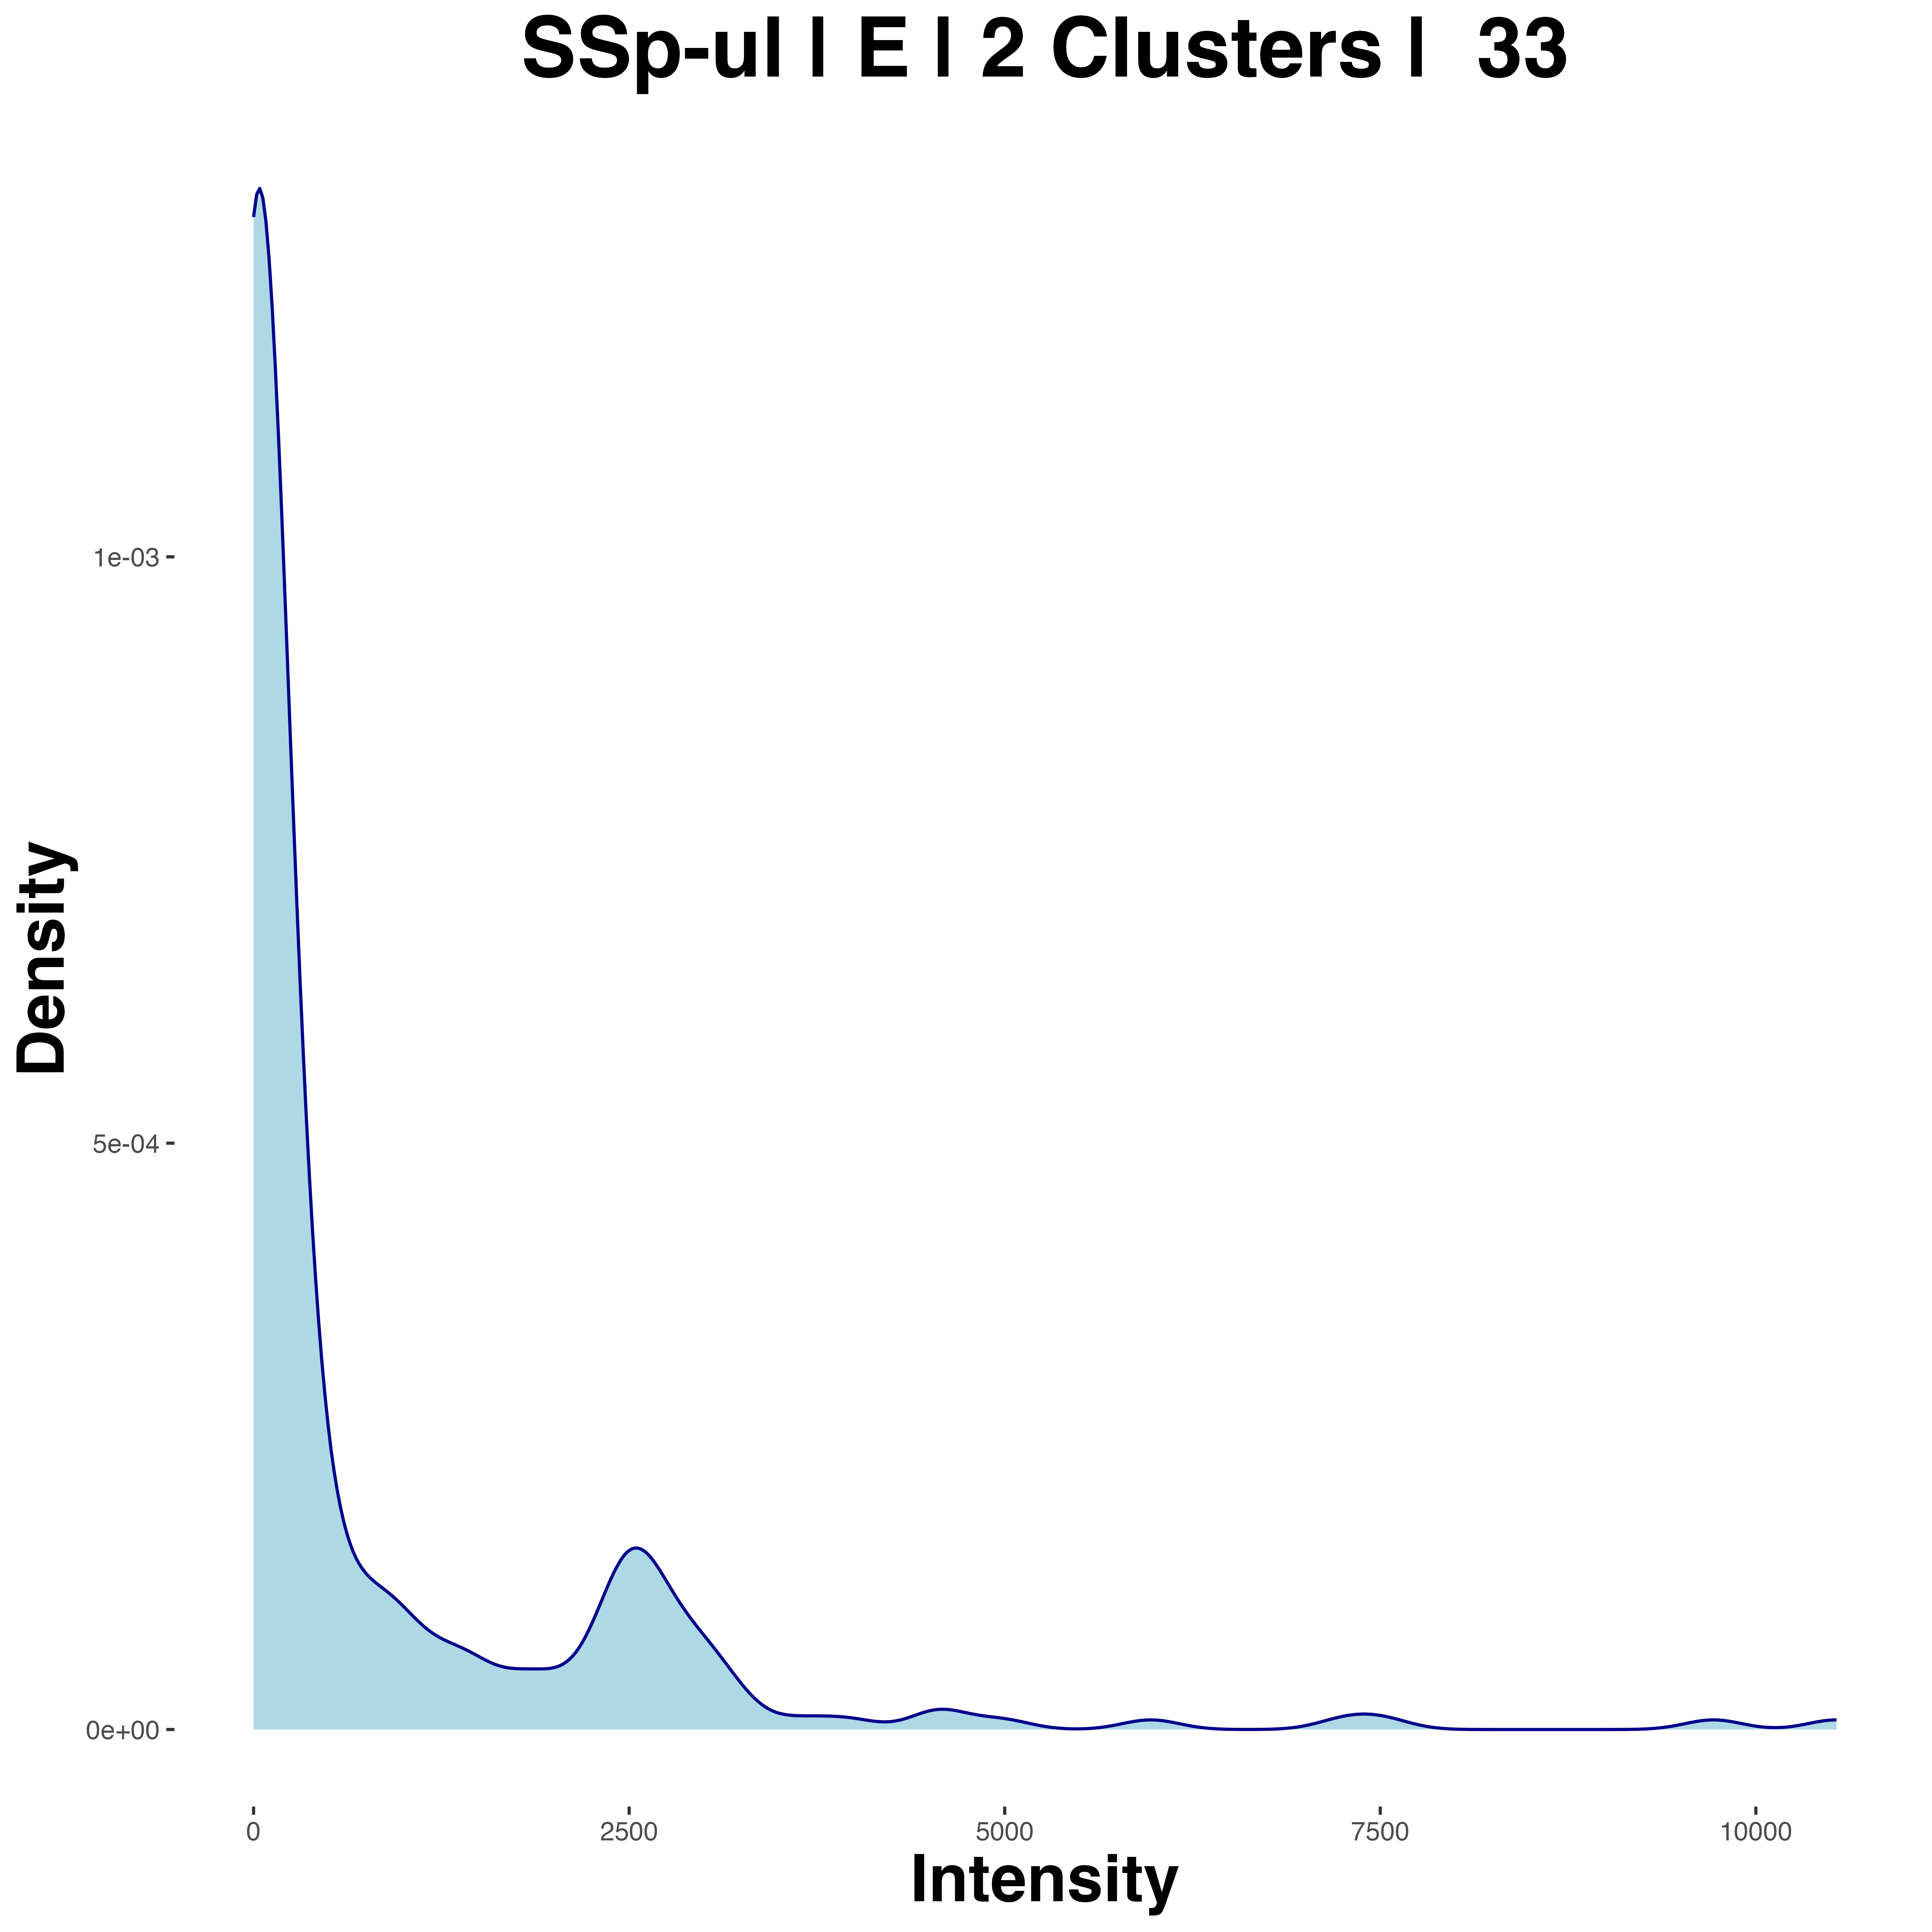 SSp-ul | E | 2 Clusters | 33
Density
1e-03
5e-04
0e+00
0 2500 5000 7500 10000
Intensity